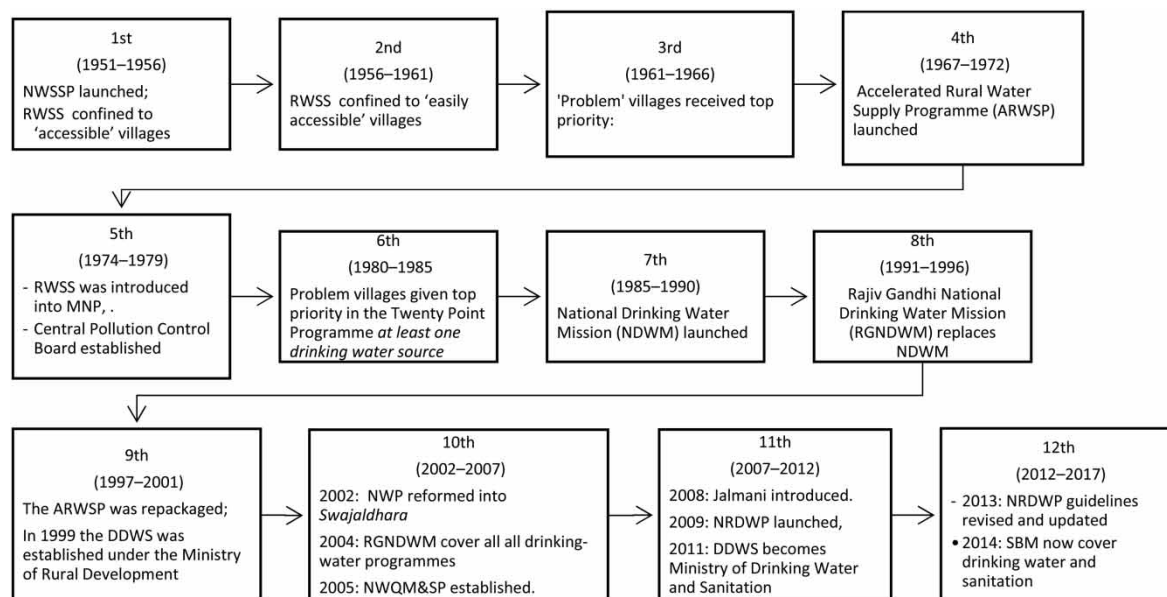 1st
(1951–1956)
NWSSP launched;
RWSS confined to
‘accessible’ villages
2nd
(1956–1961)
RWSS confined to ‘easily
accessible’ villages
3rd
(1961–1966)
'Problem' villages received top
priority:
4th
(1967–1972)
Accelerated Rural Water
Supply Programme (ARWSP)
launched
5th
(1974–1979)
- RWSS was introduced
into MNP, .
- Central Pollution Control
Board established
6th
(1980–1985
Problem villages given top
priority in the Twenty Point
Programme at least one
drinking water source
7th
(1985–1990)
National Drinking Water
Mission (NDWM) launched
8th
(1991–1996)
Rajiv Gandhi National
Drinking Water Mission
(RGNDWM) replaces
NDWM
9th
(1997–2001)
The ARWSP was repackaged;
In 1999 the DDWS was
established under the Ministry
of Rural Development
10th
(2002–2007)
2002: NWP reformed into
Swajaldhara
2004: RGNDWM cover all all drinking-
water programmes
2005: NWQM&SP established.
11th
(2007–2012)
2008: Jalmani introduced.
2009: NRDWP launched,
2011: DDWS becomes
Ministry of Drinking Water
and Sanitation
12th
(2012–2017)
- 2013: NRDWP guidelines
revised and updated
• 2014: SBM now cover
drinking water and
sanitation